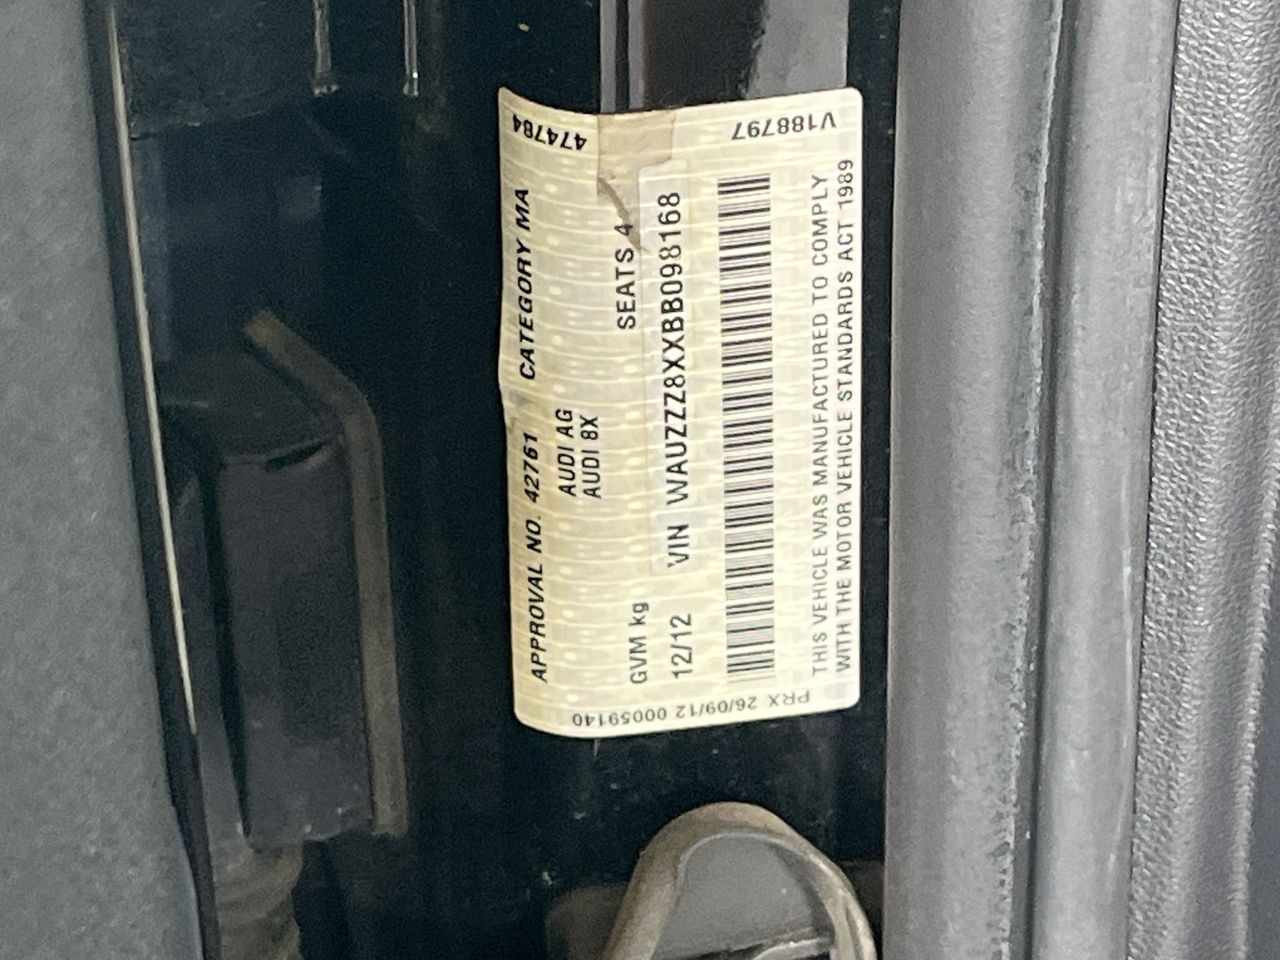 474784
V188797
APPROVAL NO. 42761 CATEGORY MA
AUDI AG
AUDI 8X
SEATS 4
GVM kg
12/12 VIN WAUZZZ8XXBB098168
THIS VEHICLE WAS MANUFACTURED TO COMPLY
WITH THE MOTOR VEHICLE STANDARDS ACT 1989
PRX 26/09/12 00059140